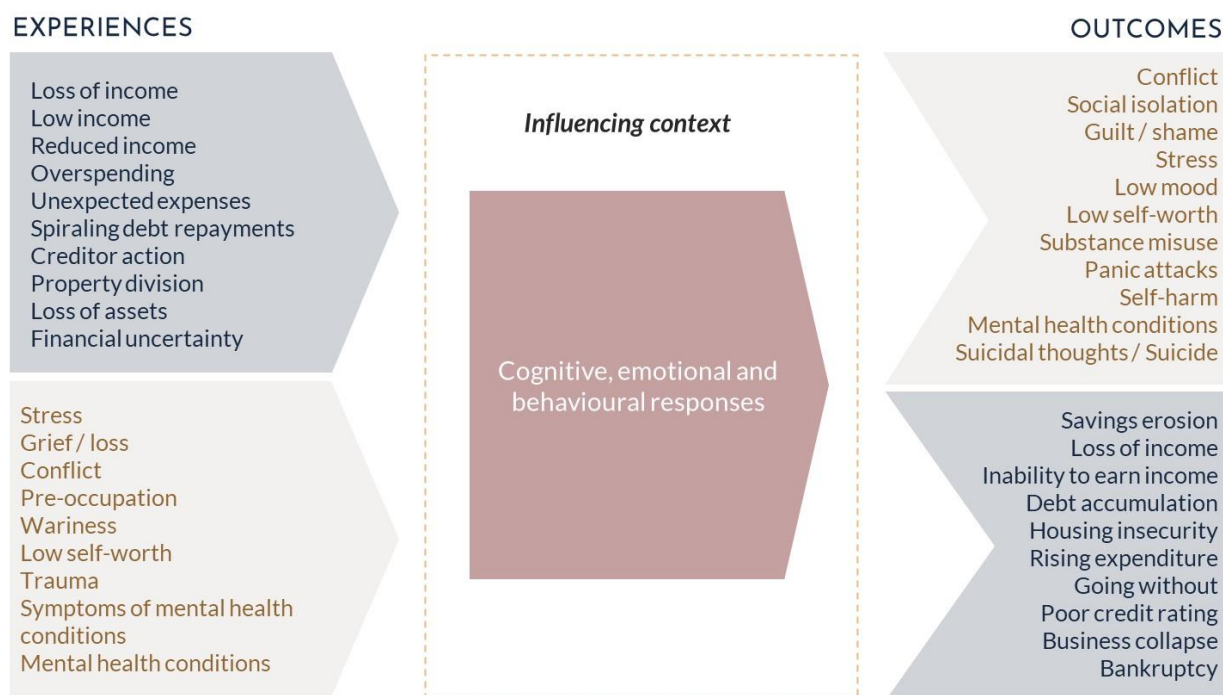 EXPERIENCES
Loss of income
Low income
Reduced income
Overspending
Unexpected expenses
Spiraling debt repayments
Creditor action
Property division
Loss of assets
Financial uncertainty
Stress
Grief / loss
Conflict
Pre-occupation
Wariness
Low self-worth
Trauma
Symptoms of mental health
conditions
Mental health conditions
Influencing context
Cognitive, emotional and
behavioural responses
OUTCOMES
Conflict
Social isolation
Guilt / shame
Stress
Low mood
Low self-worth
Substance misuse
Panic attacks
Self-harm
Mental health conditions
Suicidal thoughts / Suicide
Savings erosion
Loss of income
Inability to earn income
Debt accumulation
Housing insecurity
Rising expenditure
Going without
Poor credit rating
Business collapse
Bankruptcy